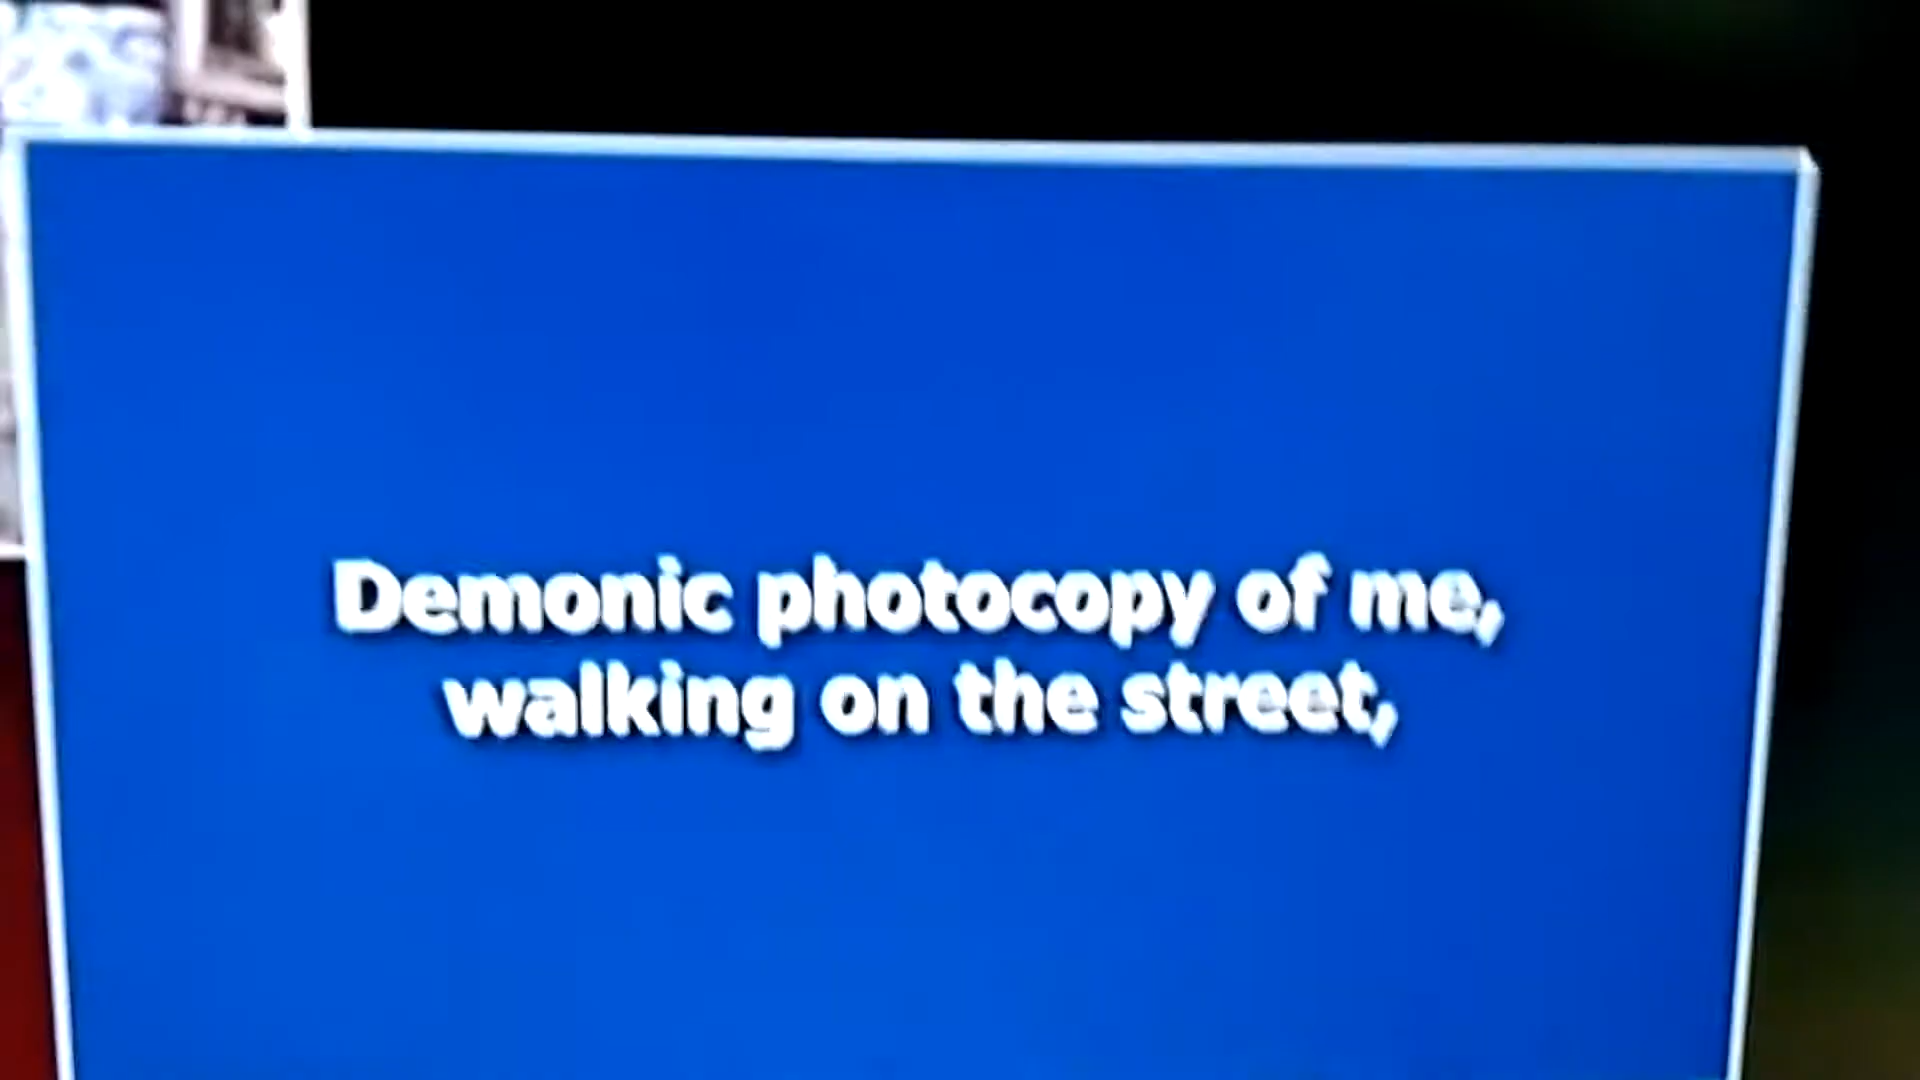 Demonic photocopy of me,
walking on the street,